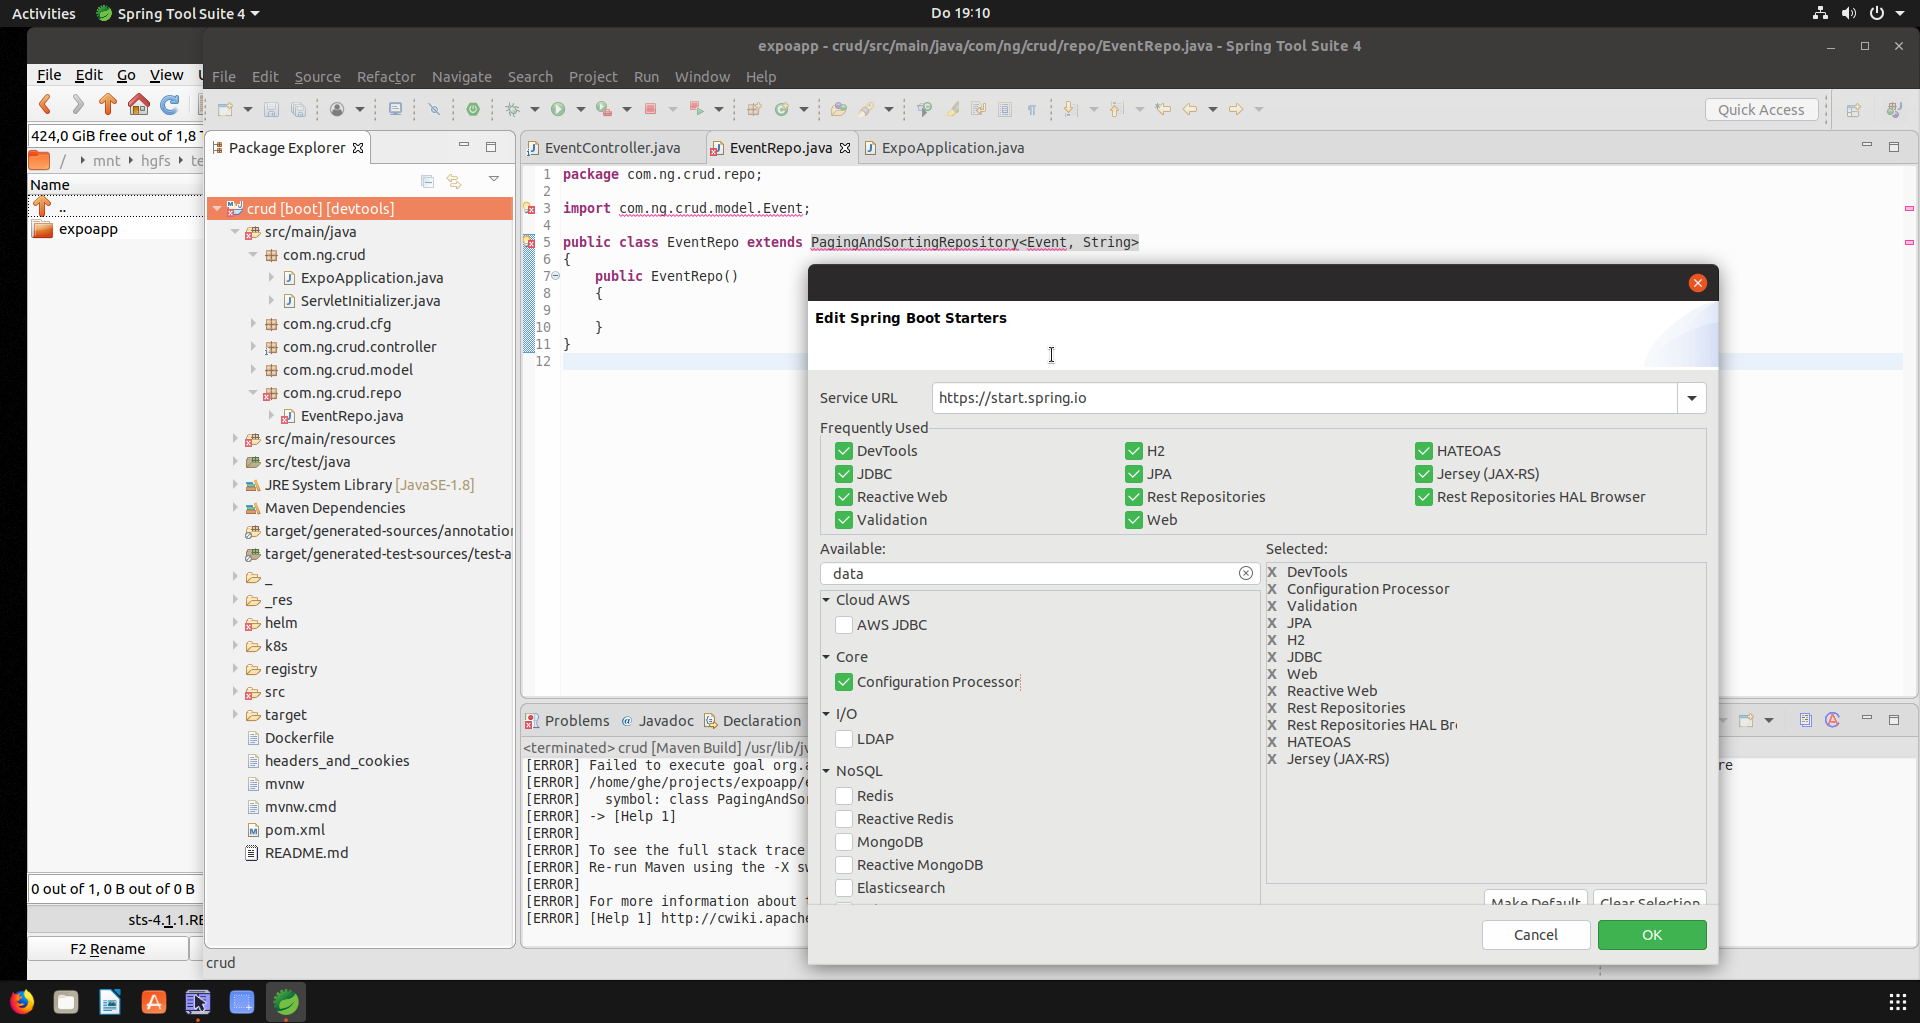 Activities
Spring Tool Suite 4
Do 19:10
expoapp - crud/src/main/java/com/ng/crud/repo/EventRepo.java - Spring Tool Suite 4
File Edit Go View
424,0 GiB free out of 1,8
/ mnt hgfs
Name
..
expoapp
0 out of 1, 0 B out of 0 B
sts-4.1.1.RE
F2 Rename
File Edit Source Refactor Navigate Search Project Run Window Help
Quick Access
Package Explorer
crud [boot] [devtools]
src/main/java
com.ng.crud
ExpoApplication.java
ServletInitializer.java
com.ng.crud.cfg
com.ng.crud.controller
com.ng.crud.model
com.ng.crud.repo
EventRepo.java
src/main/resources
src/test/java
JRE System Library [JavaSE-1.8]
Maven Dependencies
target/generated-sources/annotation
target/generated-test-sources/test-a
_
_res
helm
k8s
registry
src
target
Dockerfile
headers_and_cookies
mvnw
mvnw.cmd
pom.xml
README.md
crud
EventController.java
EventRepo.java
ExpoApplication.java
1 package com.ng.crud.repo;
2
3 import com.ng.crud.model.Event;
4
5 public class EventRepo extends PagingAndSortingRepository<Event, String>
6 {
7 public EventRepo()
8 {
9
10 }
11 }
12
Problems @ Javadoc Declaration
<terminated> crud [Maven Build] /usr/lib/jv
[ERROR] Failed to execute goal org.a
[ERROR] /home/ghe/projects/expoapp/e
[ERROR] symbol: class PagingAndSor
[ERROR] -> [Help 1]
[ERROR]
[ERROR] To see the full stack trace
[ERROR] Re-run Maven using the -X sw
[ERROR]
[ERROR] For more information about
[ERROR] [Help 1] http://cwiki.apache
re
Edit Spring Boot Starters
Service URL https://start.spring.io
Frequently Used
DevTools H2 HATEOAS
JDBC JPA Jersey (JAX-RS)
Reactive Web Rest Repositories Rest Repositories HAL Browser
Validation Web
Available:
data
Cloud AWS
AWS JDBC
Core
Configuration Processor
I/O
LDAP
NoSQL
Redis
Reactive Redis
MongoDB
Reactive MongoDB
Elasticsearch
Selected:
X DevTools
X Configuration Processor
X Validation
X JPA
X H2
X JDBC
X Web
X Reactive Web
X Rest Repositories
X Rest Repositories HAL Br
X HATEOAS
X Jersey (JAX-RS)
Make Default Clear Selection
Cancel OK